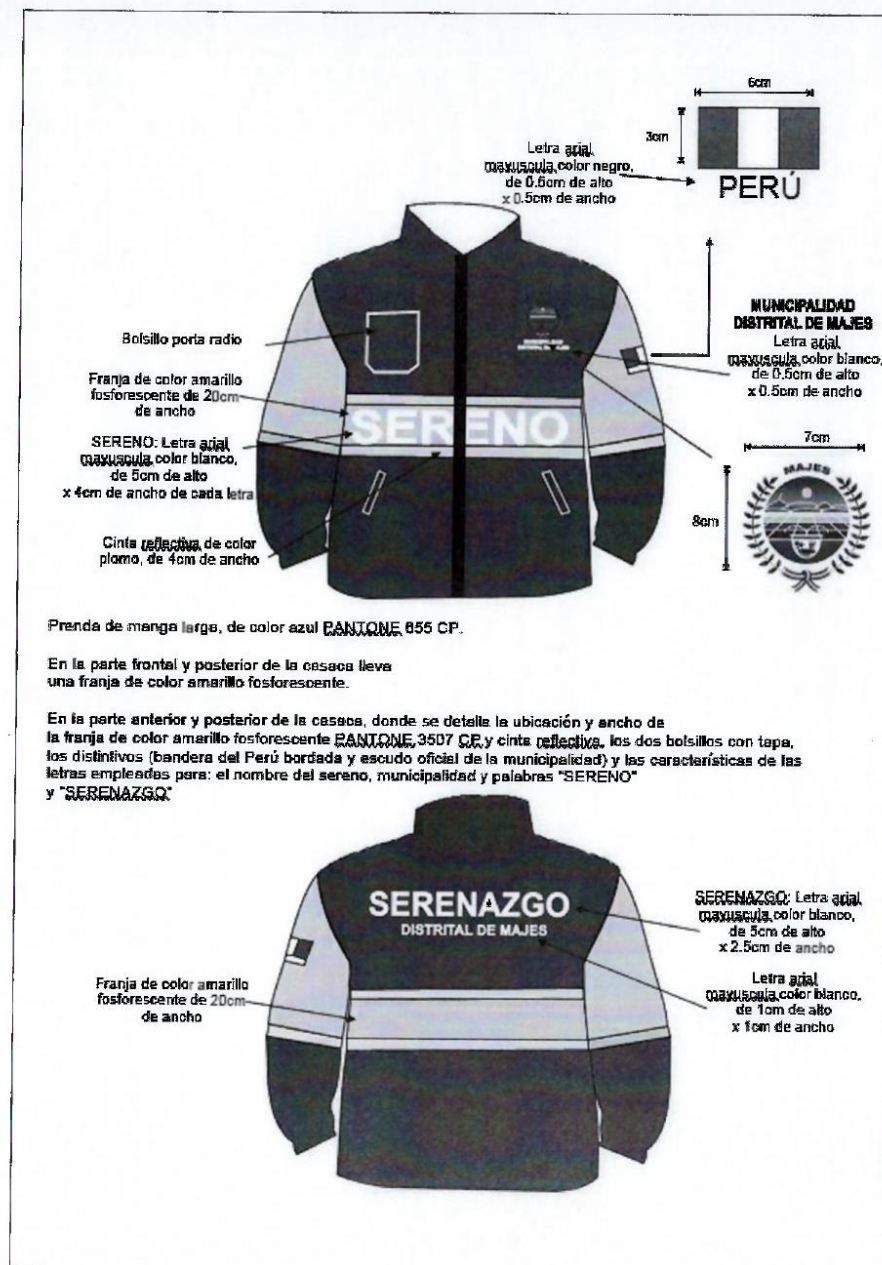 6cm
3cm
Letra arial
mayuscula color negro,
de 0.5cm de alto
x 0.5cm de ancho
PERÚ
MUNICIPALIDAD
DISTRITAL DE MAJES
Letra arial
mayuscula color blanco,
de 0.5cm de alto
x 0.5cm de ancho
Bolsillo porta radio
Franja de color amarillo
fosforescente de 20cm
de ancho
SERENO: Letra arial
mayuscula color blanco,
de 5cm de alto
x 4cm de ancho de cada letra
Cinta reflectiva de color
plomo, de 4cm de ancho
MUNICIPALIDAD
DISTRITAL DE MAJES
SERENO
7cm
8cm
MAJES
Prenda de manga larga, de color azul PANTONE 655 CP.
En la parte frontal y posterior de la casaca lleva
una franja de color amarillo fosforescente.
En la parte anterior y posterior de la casaca, donde se detalla la ubicación y ancho de
la franja de color amarillo fosforescente PANTONE 3507 CP y cinta reflectiva, los dos bolsillos con tapa,
los distintivos (bandera del Perú bordada y escudo oficial de la municipalidad) y las características de las
letras empleadas para: el nombre del sereno, municipalidad y palabras "SERENO"
y "SERENAZGO"
SERENAZGO
DISTRITAL DE MAJES
SERENAZGO: Letra arial
mayuscula color blanco,
de 5cm de alto
x 2.5cm de ancho
Letra arial
mayuscula color blanco,
de 1cm de alto
x 1cm de ancho
Franja de color amarillo
fosforescente de 20cm
de ancho